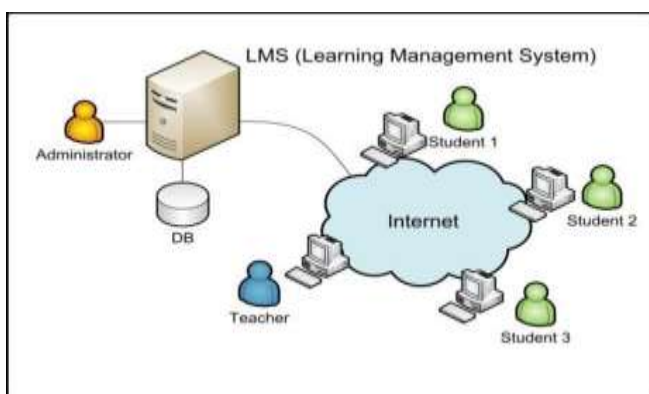 LMS (Learning Management System)
Student 1
Administrator
Student 2
Internet
DB
Teacher
Student 3